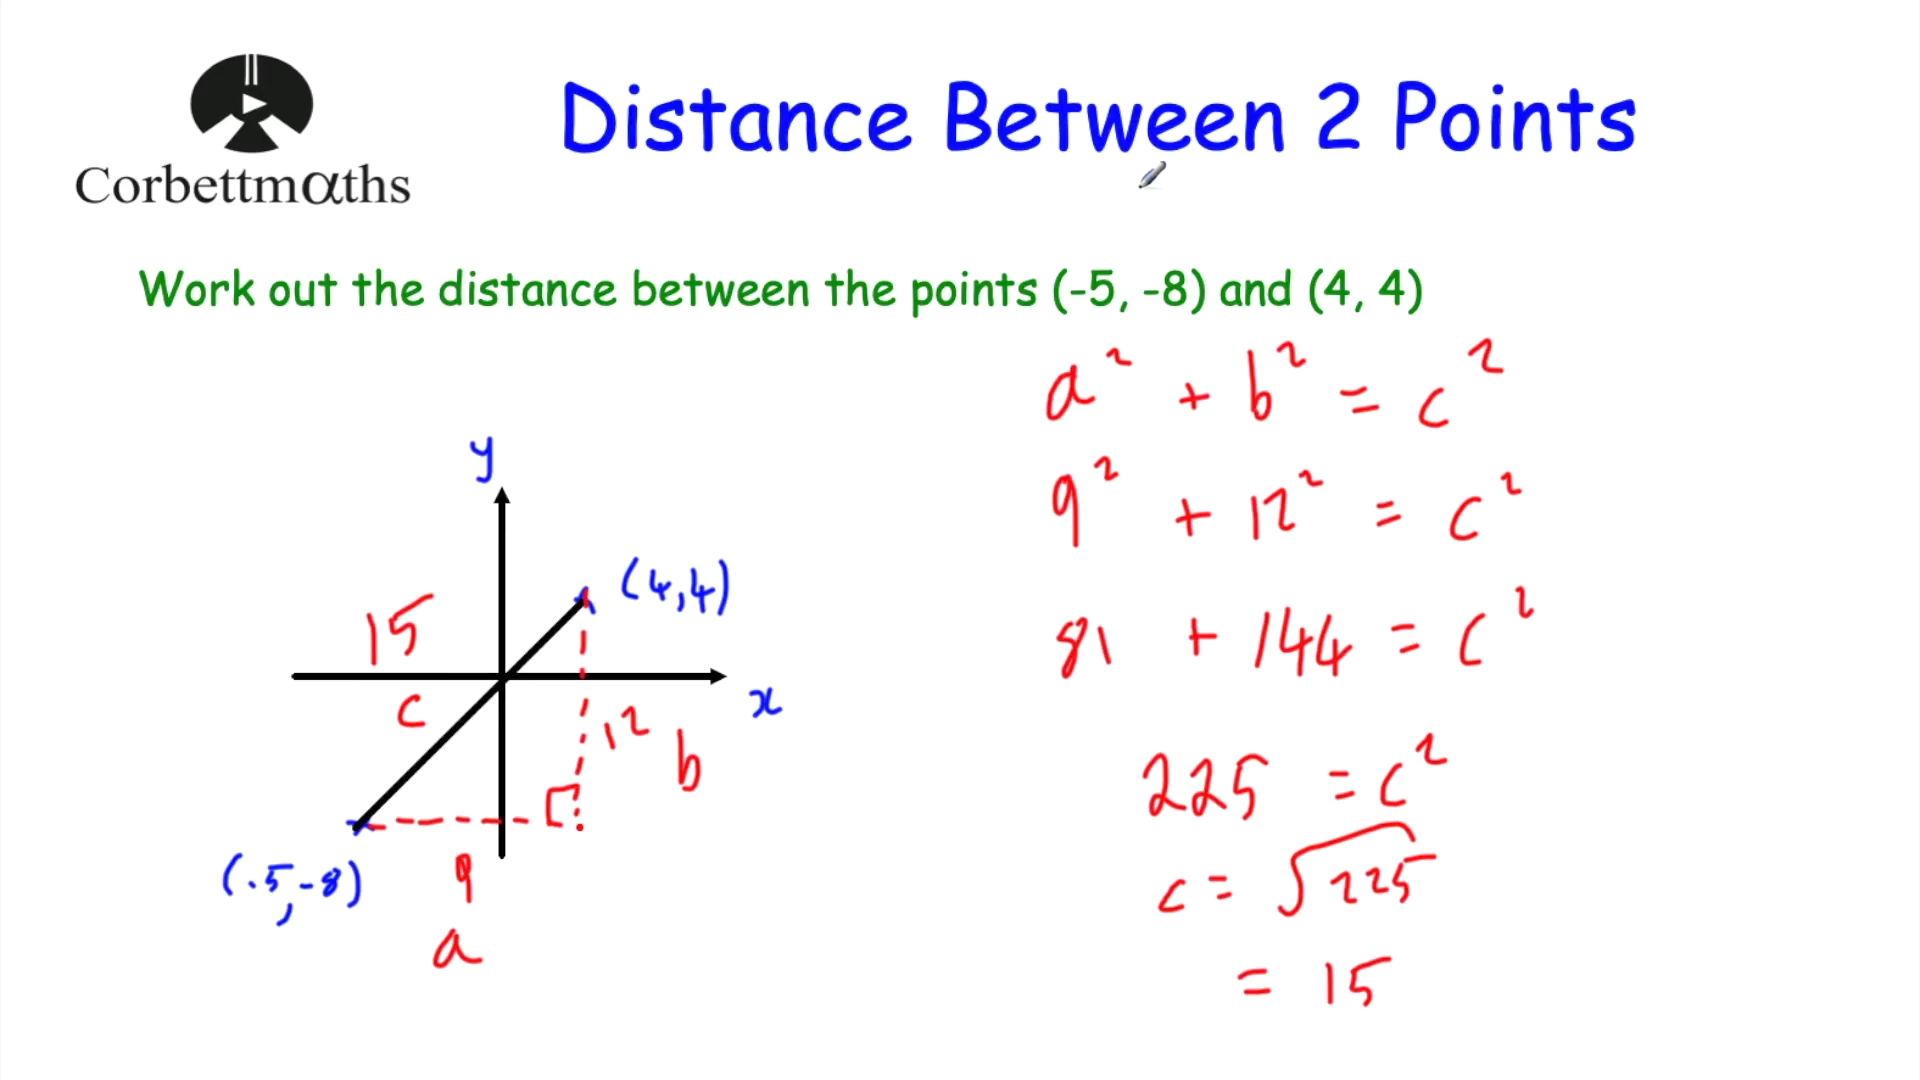 Corbettmαths
Distance Between 2 Points
Work out the distance between the points (-5, -8) and (4, 4)
a² + b² = c²
9² + 12² = c²
81 + 144 = c²
225 = c²
c = √225
= 15
y
(4,4)
15
x
c
12
b
(-5,-8)
9
a